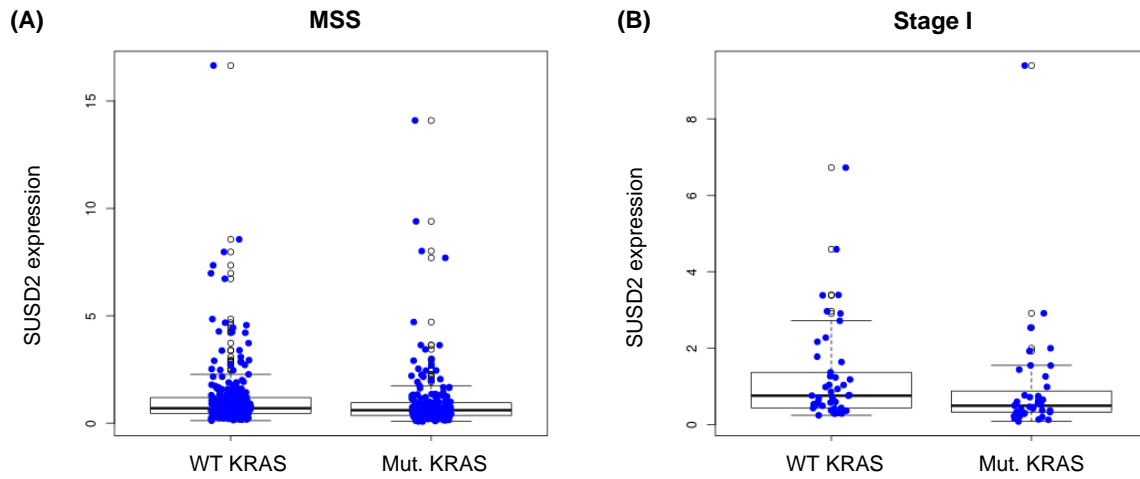 (A)
MSS
SUSD2 expression
15
10
5
0
WT KRAS
Mut. KRAS
(B)
Stage I
SUSD2 expression
8
6
4
2
0
WT KRAS
Mut. KRAS